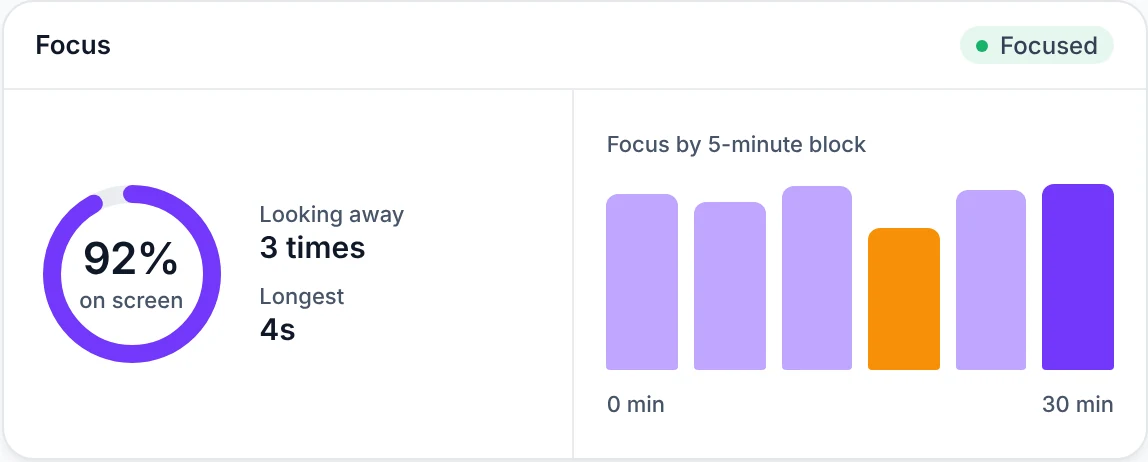 Focus
Focused
92%
on screen
Looking away
3 times
Longest
4s
Focus by 5-minute block
0 min
30 min